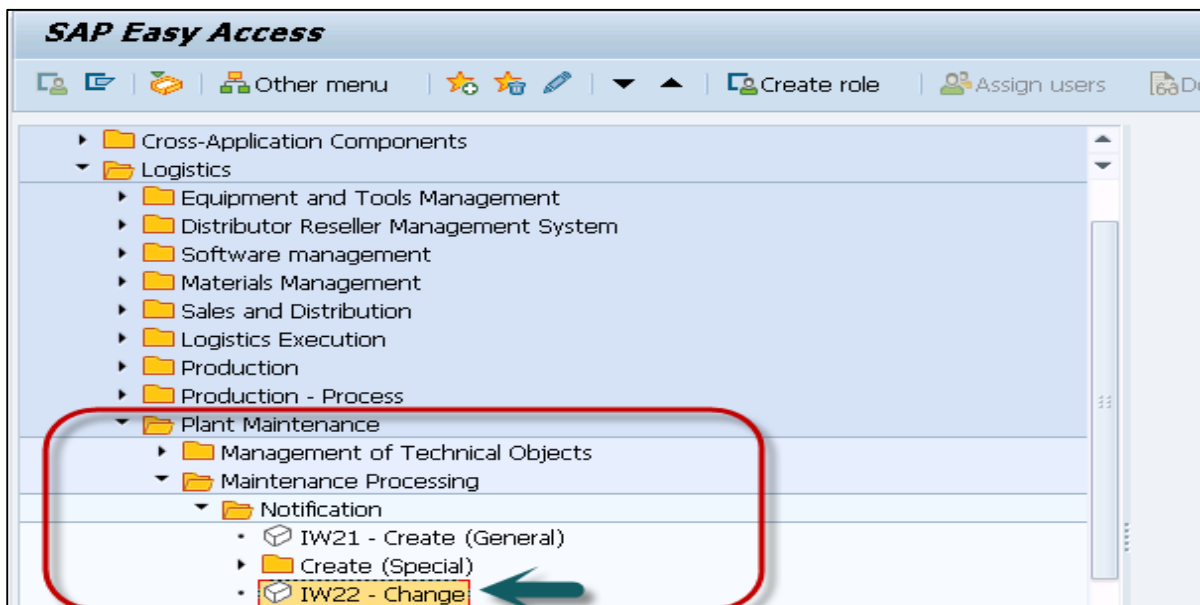 SAP Easy Access
Other menu Create role Assign users
Cross-Application Components
Logistics
Equipment and Tools Management
Distributor Reseller Management System
Software management
Materials Management
Sales and Distribution
Logistics Execution
Production
Production - Process
Plant Maintenance
Management of Technical Objects
Maintenance Processing
Notification
IW21 - Create (General)
Create (Special)
IW22 - Change